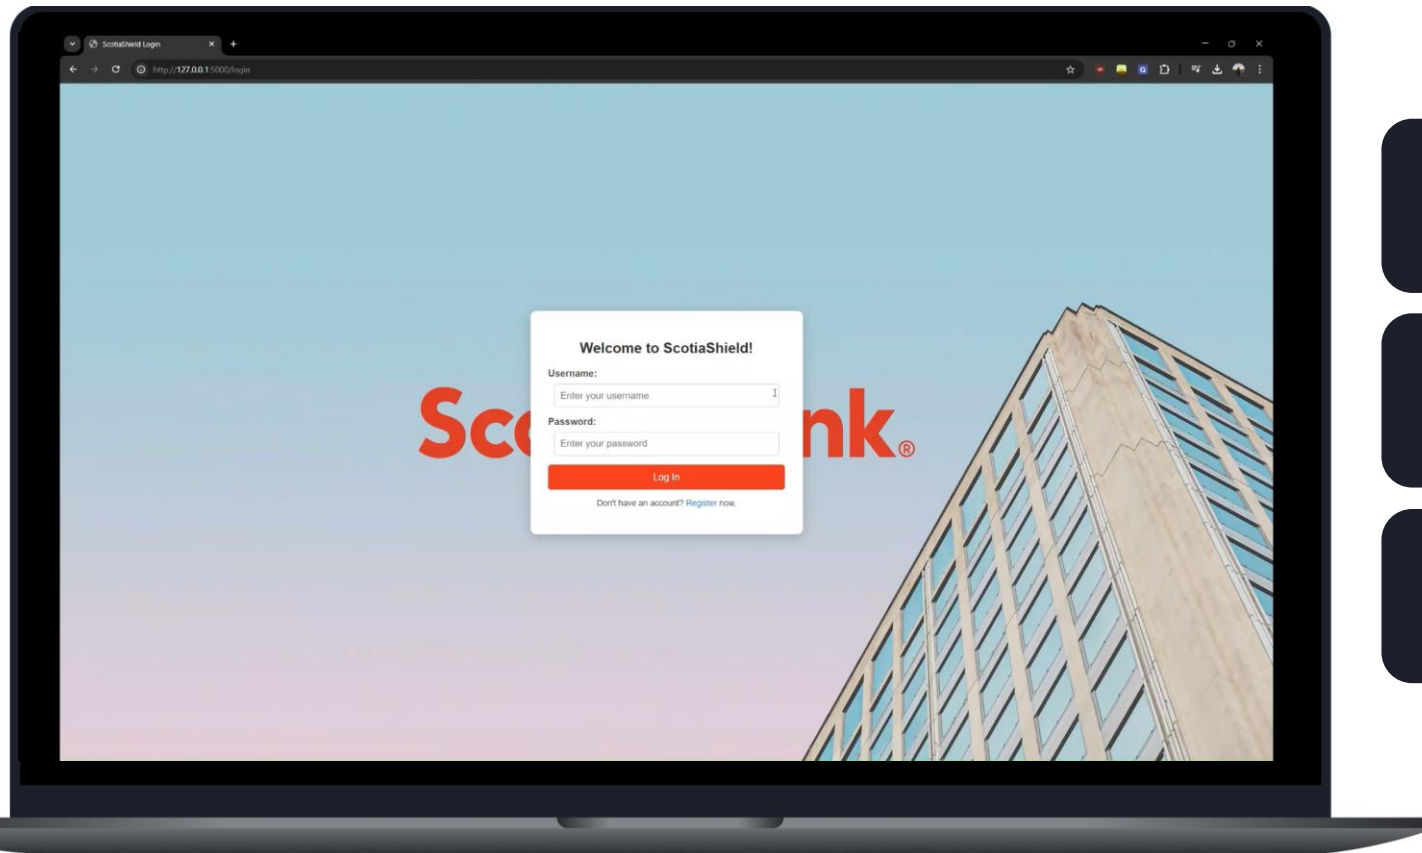 ScotiaShield Login
http://127.0.0.1:5000/login
Welcome to ScotiaShield!
Username:
Enter your username
Password:
Enter your password
Sc nk®
Log In
Don't have an account? Register now.